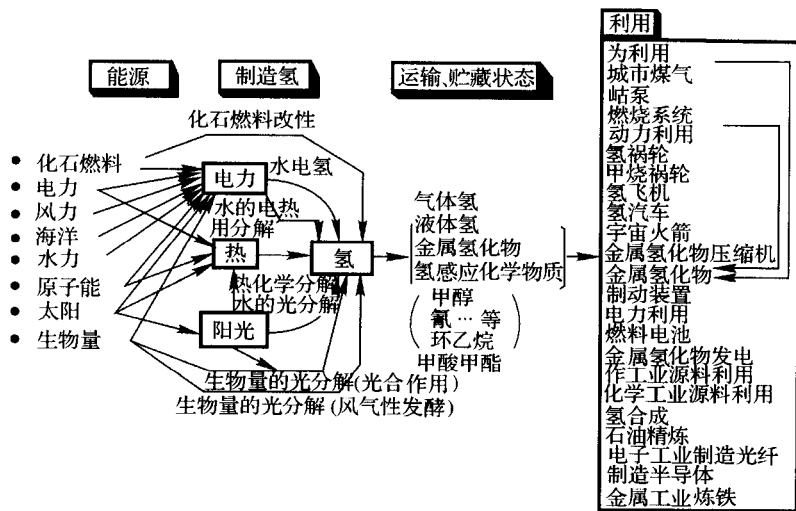 能源
制造氢
运输、贮藏状态
利用
化石燃料改性
• 化石燃料
• 电力
• 风力
• 海洋
• 水力
• 原子能
• 太阳
• 生物量
电力
水电氢
水的电热
用分解
热
氢
热化学分解
水的光分解
阳光
生物量的光分解(光合作用)
生物量的光分解(风气性发酵)
气体氢
液体氢
金属氢化物
氢感应化学物质
甲醇
氰…等
环乙烷
甲酸甲酯
为利用
城市煤气
岵泵
燃烧系统
动力利用
氢祸轮
甲烧祸轮
氢飞机
氢汽车
宇宙火箭
金属氢化物压缩机
金属氢化物
制动装置
电力利用
燃料电池
金属氢化物发电
作工业源料利用
化学工业源料利用
氢合成
石油精炼
电子工业制造光纤
制造半导体
金属工业炼铁